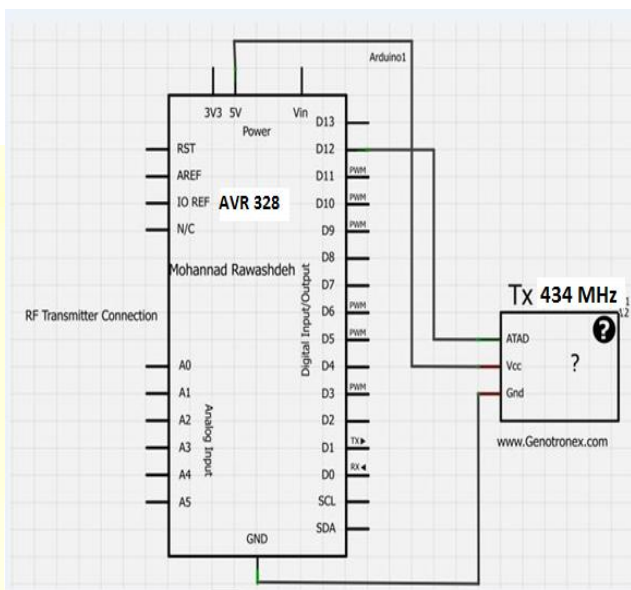 Arduino1
3V3 5V Vin
Power
D13
RST D12
AREF D11 PWM
IO REF AVR 328 D10 PWM
N/C D9 PWM
D8
Mohannad Rawashdeh
D7
Digital Input/Output
D6 PWM
RF Transmitter Connection
D5 PWM
A0 D4
A1 D3 PWM
Analog Input
A2 D2
A3 D1 TX▶
A4 D0 RX◀
A5 SCL
SDA
GND
Tx 434 MHz
?
ATAD
Vcc ?
Gnd
www.Genotronex.com